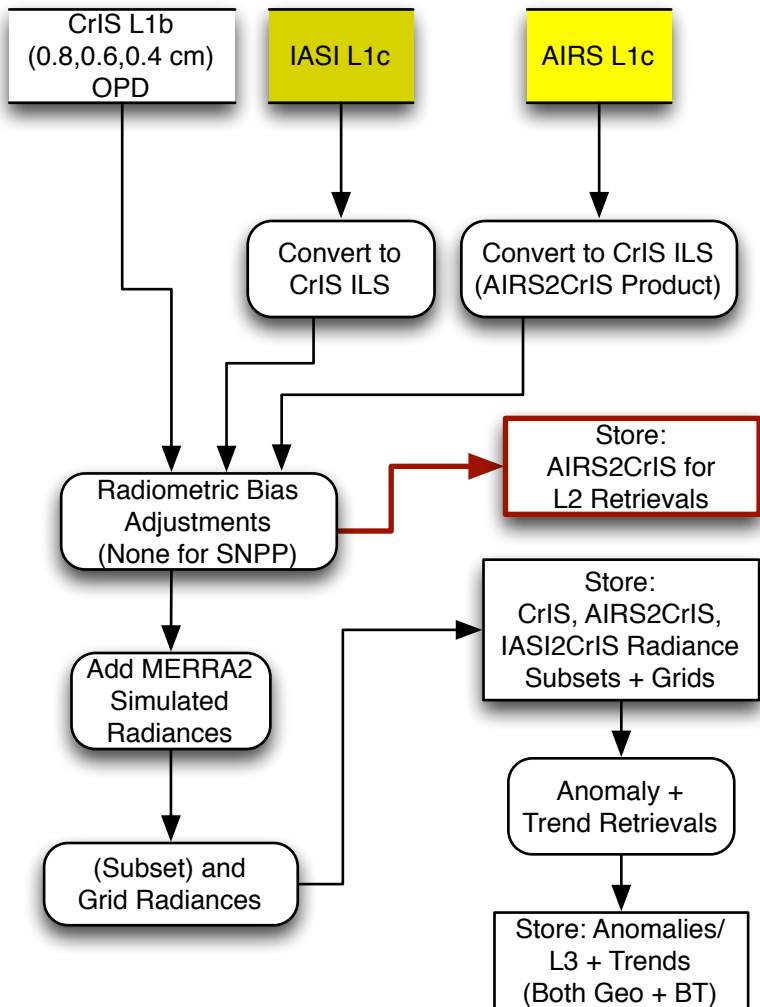 CrIS L1b
(0.8,0.6,0.4 cm)
OPD
IASI L1c
AIRS L1c
Convert to
CrIS ILS
Convert to CrIS ILS
(AIRS2CrIS Product)
Radiometric Bias
Adjustments
(None for SNPP)
Store:
AIRS2CrIS for
L2 Retrievals
Add MERRA2
Simulated
Radiances
Store:
CrIS, AIRS2CrIS,
IASI2CrIS Radiance
Subsets + Grids
(Subset) and
Grid Radiances
Anomaly +
Trend Retrievals
Store: Anomalies/
L3 + Trends
(Both Geo + BT)